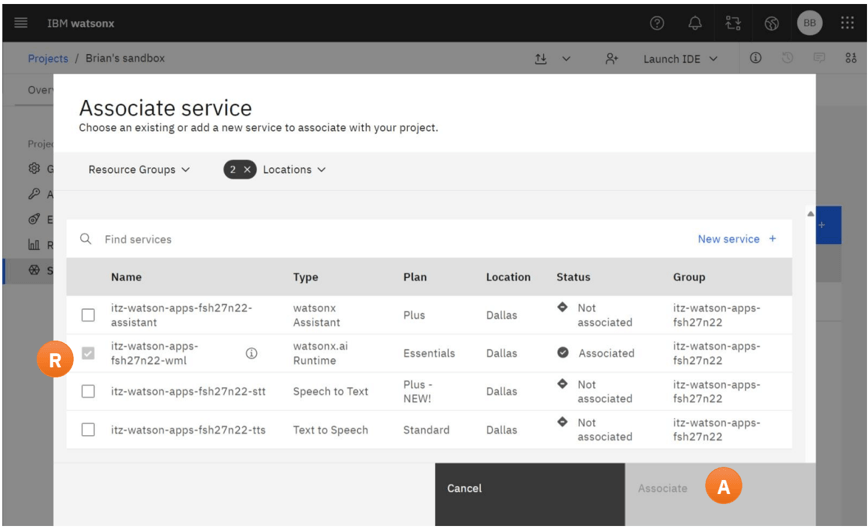 IBM watsonx
BB
Projects / Brian's sandbox
Launch IDE
Over
Associate service
Choose an existing or add a new service to associate with your project.
Projec
Resource Groups
2 × Locations
G
A
E
R
S
Find services
New service +
+
Name Type Plan Location Status Group
itz-watson-apps-fsh27n22- watsonx Plus Dallas Not itz-watson-apps-
assistant Assistant associated fsh27n22
R
itz-watson-apps- watsonx.ai Essentials Dallas Associated itz-watson-apps-
fsh27n22-wml Runtime fsh27n22
itz-watson-apps-fsh27n22-stt Speech to Text Plus - Dallas Not itz-watson-apps-
NEW! associated fsh27n22
itz-watson-apps-fsh27n22-tts Text to Speech Standard Dallas Not itz-watson-apps-
associated fsh27n22
Cancel
Associate
A